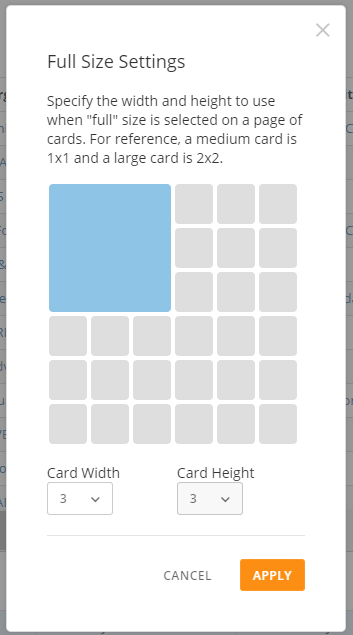 Full Size Settings
Specify the width and height to use
when "full" size is selected on a page of
cards. For reference, a medium card is
1x1 and a large card is 2x2.
Card Width
Card Height
3
3
CANCEL
APPLY